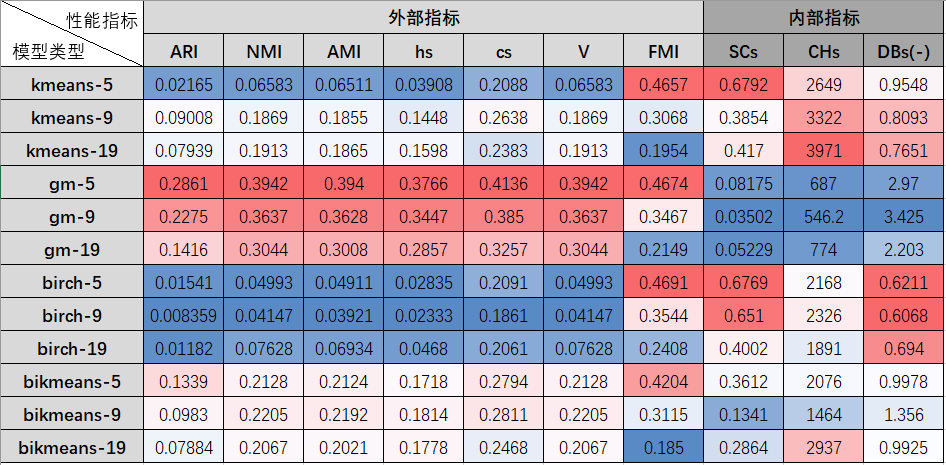 性能指标 外部指标 内部指标
模型类型 ARI NMI AMI hs cs V FMI SCs CHs DBs(-)
kmeans-5 0.02165 0.06583 0.06511 0.03908 0.2088 0.06583 0.4657 0.6792 2649 0.9548
kmeans-9 0.09008 0.1869 0.1855 0.1448 0.2638 0.1869 0.3068 0.3854 3322 0.8093
kmeans-19 0.07939 0.1913 0.1865 0.1598 0.2383 0.1913 0.1954 0.417 3971 0.7651
gm-5 0.2861 0.3942 0.394 0.3766 0.4136 0.3942 0.4674 0.08175 687 2.97
gm-9 0.2275 0.3637 0.3628 0.3447 0.385 0.3637 0.3467 0.03502 546.2 3.425
gm-19 0.1416 0.3044 0.3008 0.2857 0.3257 0.3044 0.2149 0.05229 774 2.203
birch-5 0.01541 0.04993 0.04911 0.02835 0.2091 0.04993 0.4691 0.6769 2168 0.6211
birch-9 0.008359 0.04147 0.03921 0.02333 0.1861 0.04147 0.3544 0.651 2326 0.6068
birch-19 0.01182 0.07628 0.06934 0.0468 0.2061 0.07628 0.2408 0.4002 1891 0.694
bikmeans-5 0.1339 0.2128 0.2124 0.1718 0.2794 0.2128 0.4204 0.3612 2076 0.9978
bikmeans-9 0.0983 0.2205 0.2192 0.1814 0.2811 0.2205 0.3115 0.1341 1464 1.356
bikmeans-19 0.07884 0.2067 0.2021 0.1778 0.2468 0.2067 0.185 0.2864 2937 0.9925